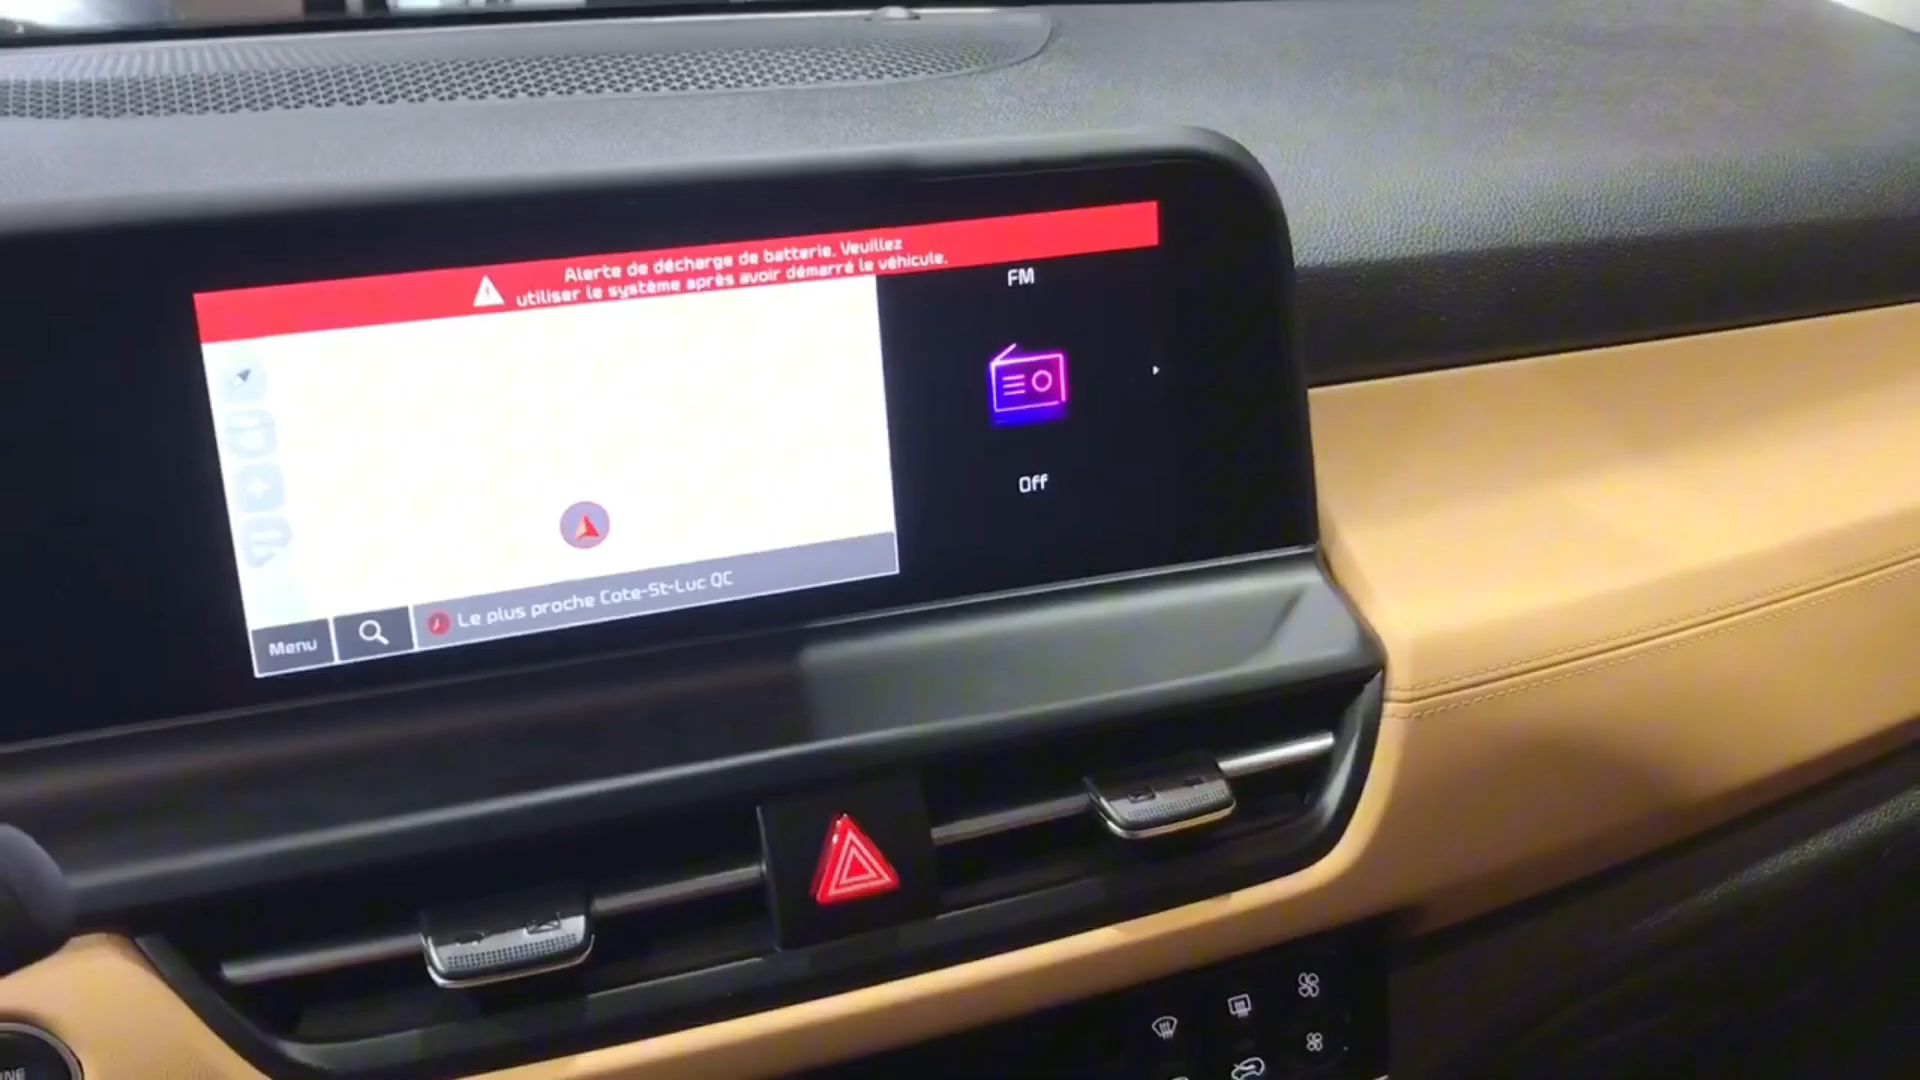 Alerte de décharge de batterie. Veuillez
utiliser le système après avoir démarré le véhicule.
FM
Off
Le plus proche Cote-St-Luc QC
Menu